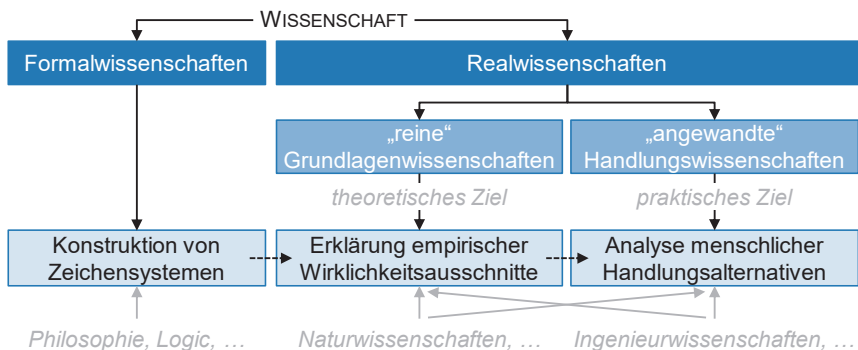 WISSENSCHAFT
Formalwissenschaften
Realwissenschaften
„reine“
Grundlagenwissenschaften
„angewandte“
Handlungswissenschaften
theoretisches Ziel
praktisches Ziel
Konstruktion von
Zeichensystemen
Erklärung empirischer
Wirklichkeitsausschnitte
Analyse menschlicher
Handlungsalternativen
Philosophie, Logic, …
Naturwissenschaften, …
Ingenieurwissenschaften, …